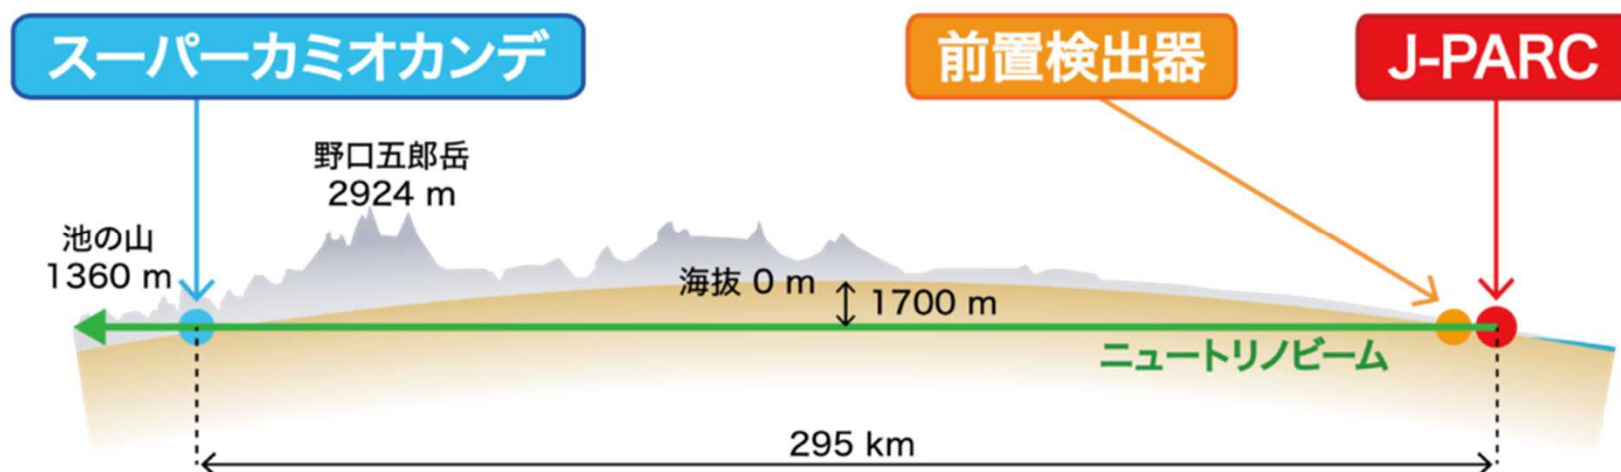 スーパーカミオカンデ
前置検出器
J-PARC
野口五郎岳
2924 m
池の山
1360 m
海抜 0 m
1700 m
ニュートリノビーム
295 km